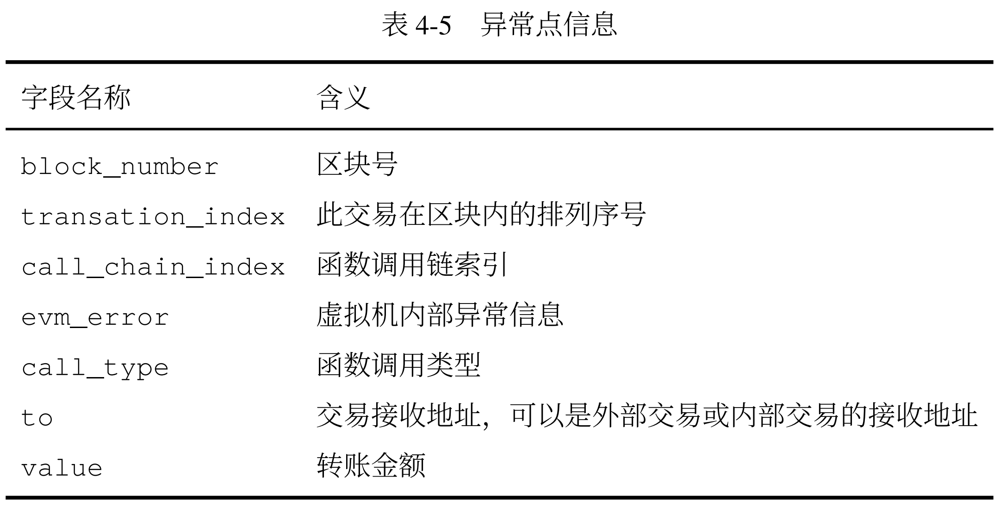 表 4-5 异常点信息
字段名称 含义
block_number 区块号
transation_index 此交易在区块内的排列序号
call_chain_index 函数调用链索引
evm_error 虚拟机内部异常信息
call_type 函数调用类型
to 交易接收地址，可以是外部交易或内部交易的接收地址
value 转账金额